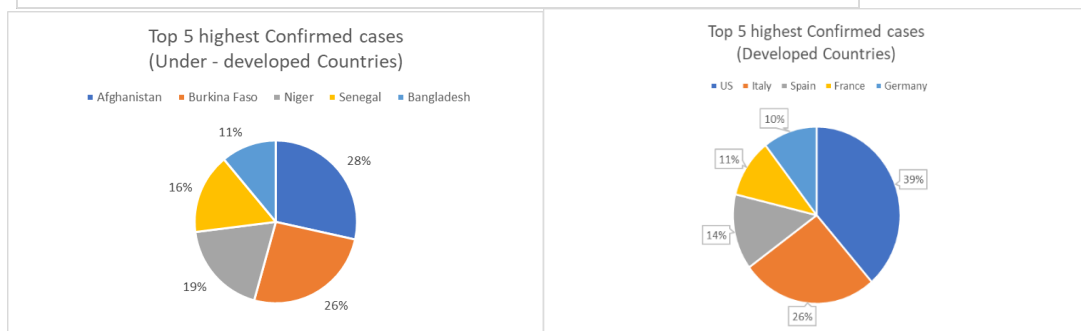 Top 5 highest Confirmed cases
(Under - developed Countries)
Afghanistan Burkina Faso Niger Senegal Bangladesh
11%
28%
16%
19%
26%
Top 5 highest Confirmed cases
(Developed Countries)
US Italy Spain France Germany
10%
11%
39%
14%
26%